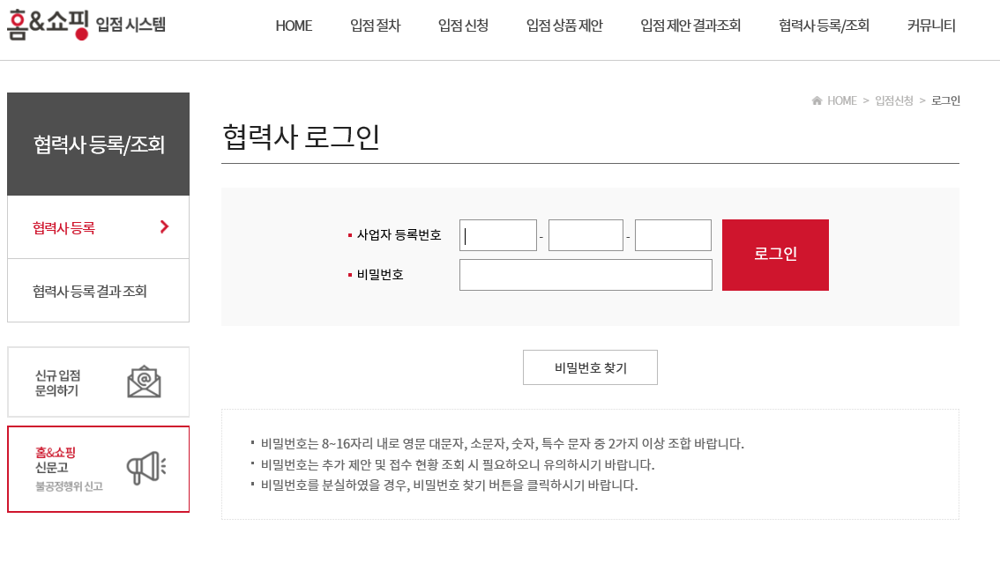 홈&쇼핑 입점 시스템
HOME 입점 절차 입점 신청 입점 상품 제안 입점 제안 결과조회 협력사 등록/조회 커뮤니티
HOME > 입점신청 > 로그인
협력사 등록/조회
협력사 등록
협력사 등록 결과 조회
신규 입점
문의하기
홈&쇼핑
신문고
불공정행위 신고
협력사 로그인
사업자 등록번호 - -
비밀번호
로그인
비밀번호 찾기
비밀번호는 8~16자리 내로 영문 대문자, 소문자, 숫자, 특수 문자 중 2가지 이상 조합 바랍니다.
비밀번호는 추가 제안 및 접수 현황 조회 시 필요하오니 유의하시기 바랍니다.
비밀번호를 분실하였을 경우, 비밀번호 찾기 버튼을 클릭하시기 바랍니다.